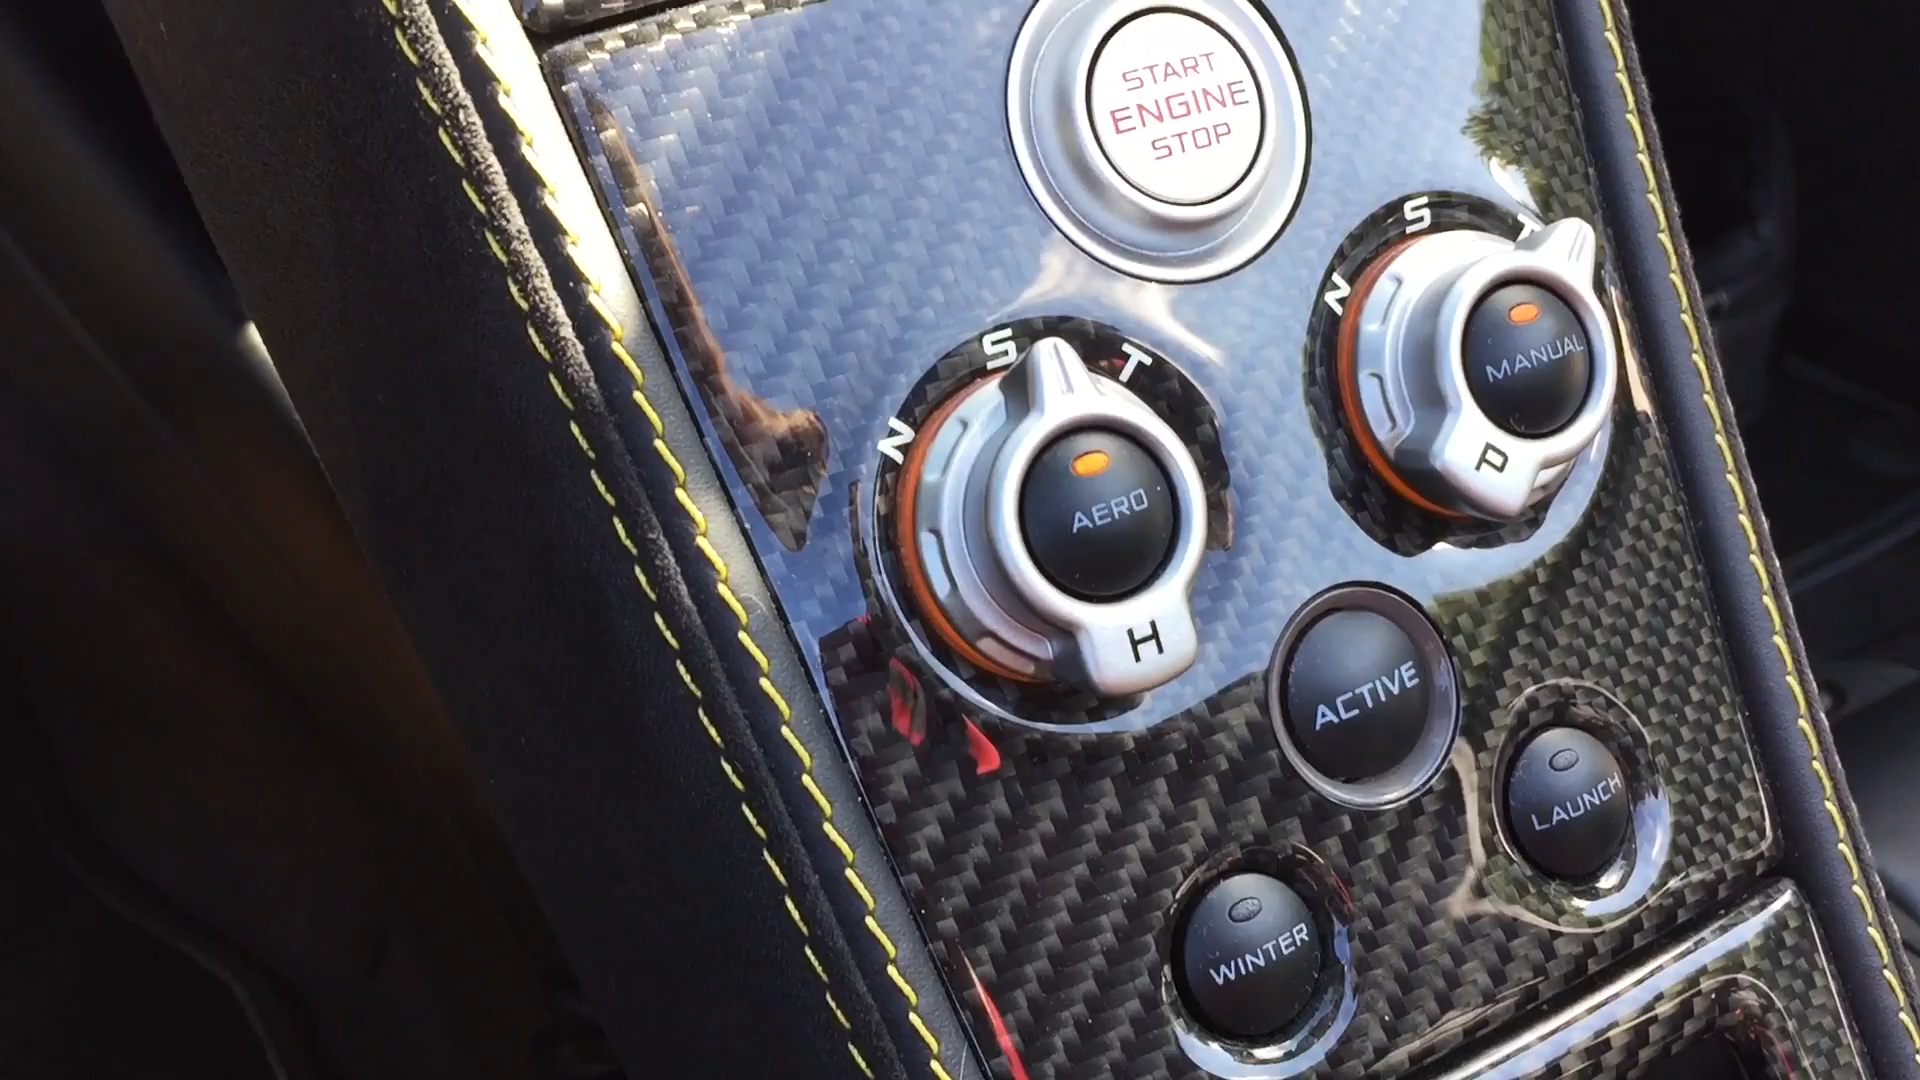 START
ENGINE
STOP
N S T
MANUAL
P
N S T
AERO
H
ACTIVE
LAUNCH
WINTER